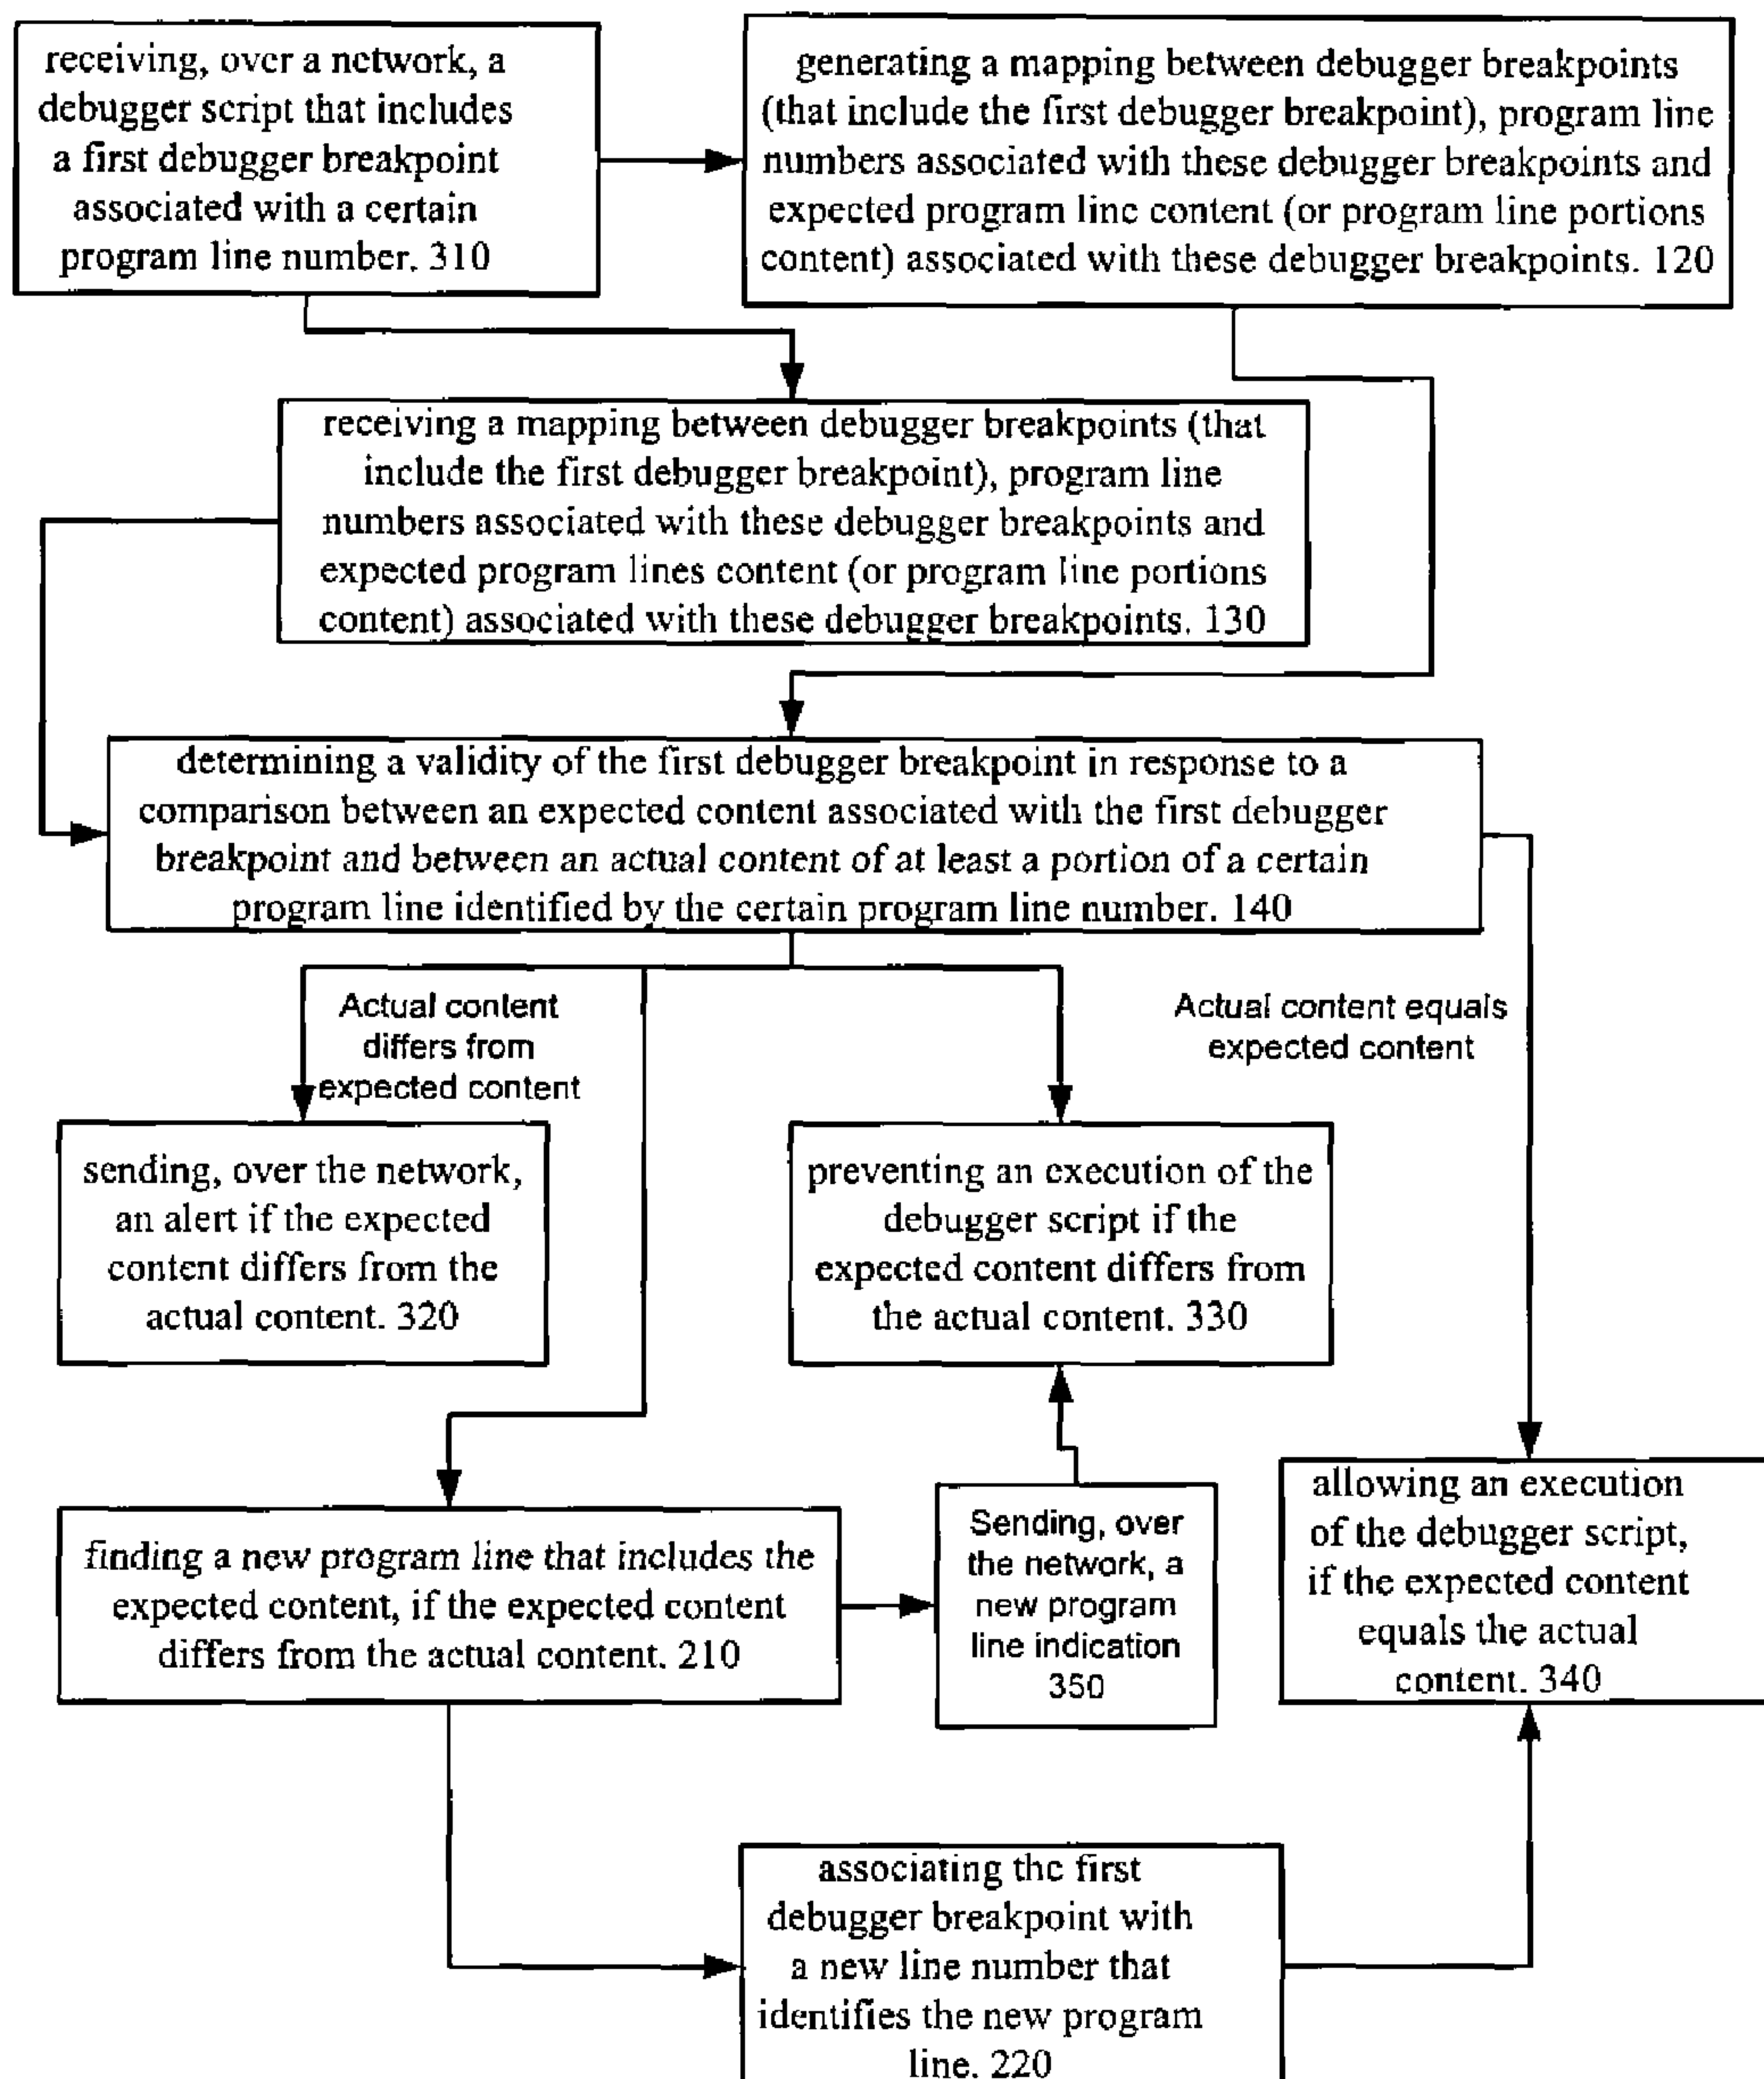 receiving, over a network, a
debugger script that includes
a first debugger breakpoint
associated with a certain
program line number. 310
generating a mapping between debugger breakpoints
(that include the first debugger breakpoint), program line
numbers associated with these debugger breakpoints and
expected program line content (or program line portions
content) associated with these debugger breakpoints. 120
receiving a mapping between debugger breakpoints (that
include the first debugger breakpoint), program line
numbers associated with these debugger breakpoints and
expected program lines content (or program line portions
content) associated with these debugger breakpoints. 130
determining a validity of the first debugger breakpoint in response to a
comparison between an expected content associated with the first debugger
breakpoint and between an actual content of at least a portion of a certain
program line identified by the certain program line number. 140
Actual content
differs from
expected content
Actual content equals
expected content
sending, over the network,
an alert if the expected
content differs from the
actual content. 320
preventing an execution of the
debugger script if the
expected content differs from
the actual content. 330
finding a new program line that includes the
expected content, if the expected content
differs from the actual content. 210
Sending, over
the network, a
new program
line indication
350
allowing an execution
of the debugger script,
if the expected content
equals the actual
content. 340
associating the first
debugger breakpoint with
a new line number that
identifies the new program
line. 220